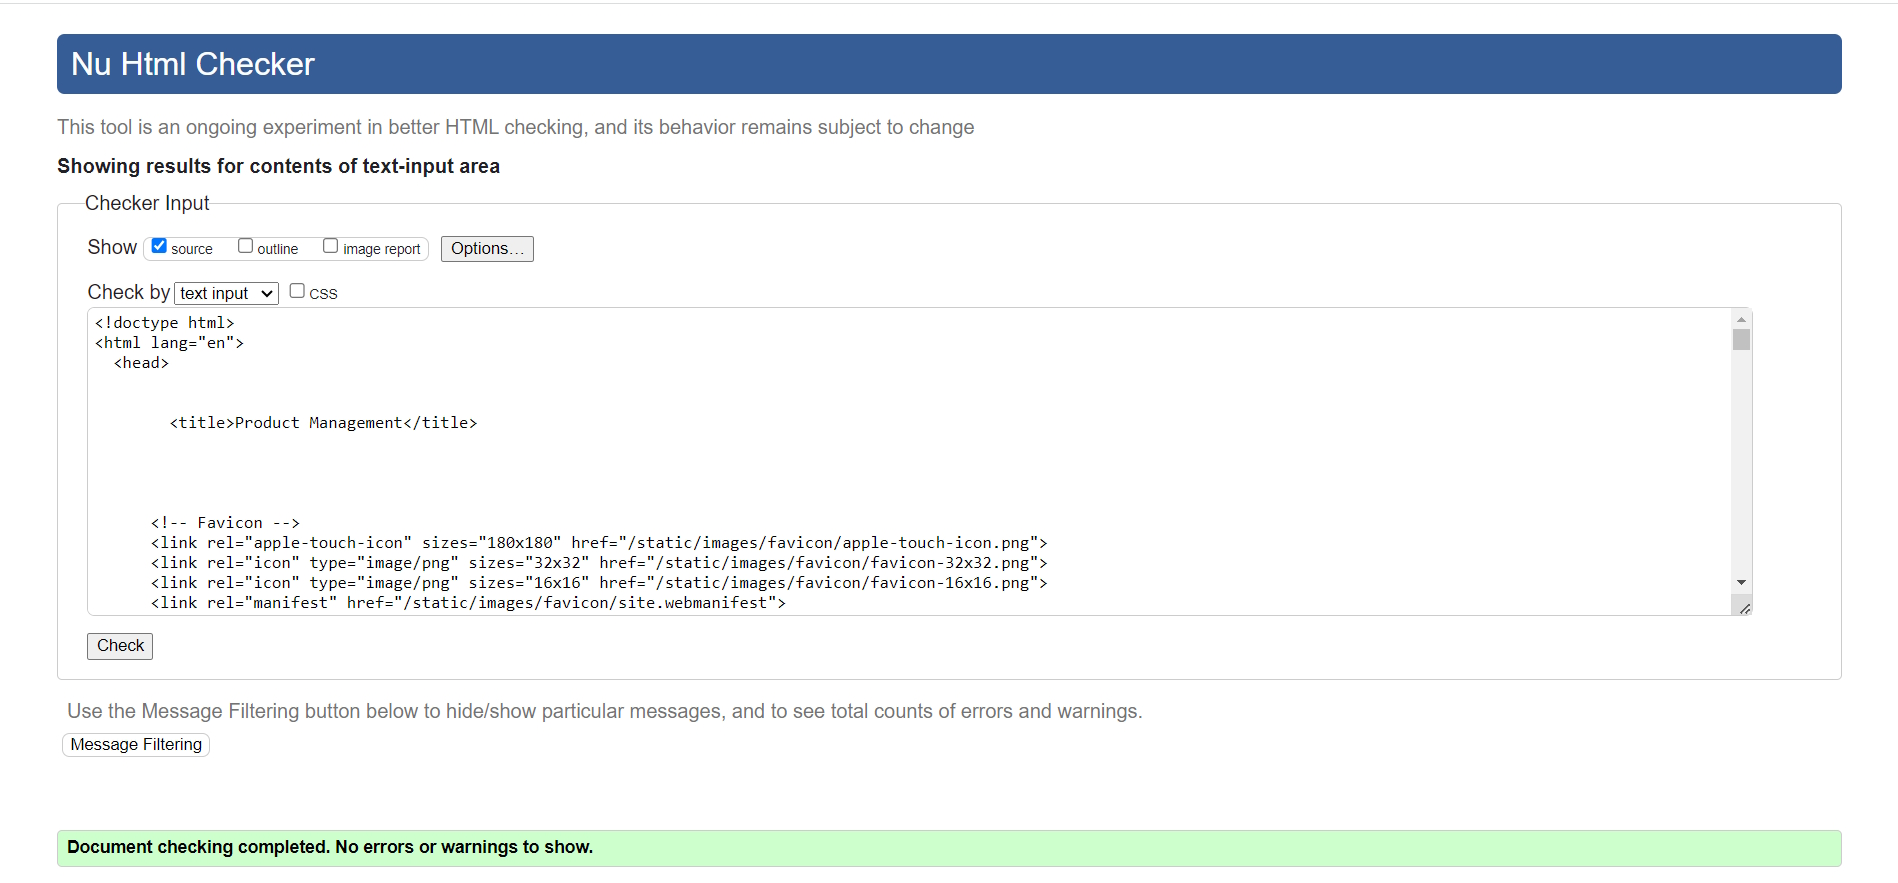 Nu Html Checker
This tool is an ongoing experiment in better HTML checking, and its behavior remains subject to change
Showing results for contents of text-input area
Checker Input
Show source outline image report Options...
Check by text input CSS
<!doctype html>
<html lang="en">
<head>
<title>Product Management</title>
<!-- Favicon -->
<link rel="apple-touch-icon" sizes="180x180" href="/static/images/favicon/apple-touch-icon.png">
<link rel="icon" type="image/png" sizes="32x32" href="/static/images/favicon/favicon-32x32.png">
<link rel="icon" type="image/png" sizes="16x16" href="/static/images/favicon/favicon-16x16.png">
<link rel="manifest" href="/static/images/favicon/site.webmanifest">
Check
Use the Message Filtering button below to hide/show particular messages, and to see total counts of errors and warnings.
Message Filtering
Document checking completed. No errors or warnings to show.